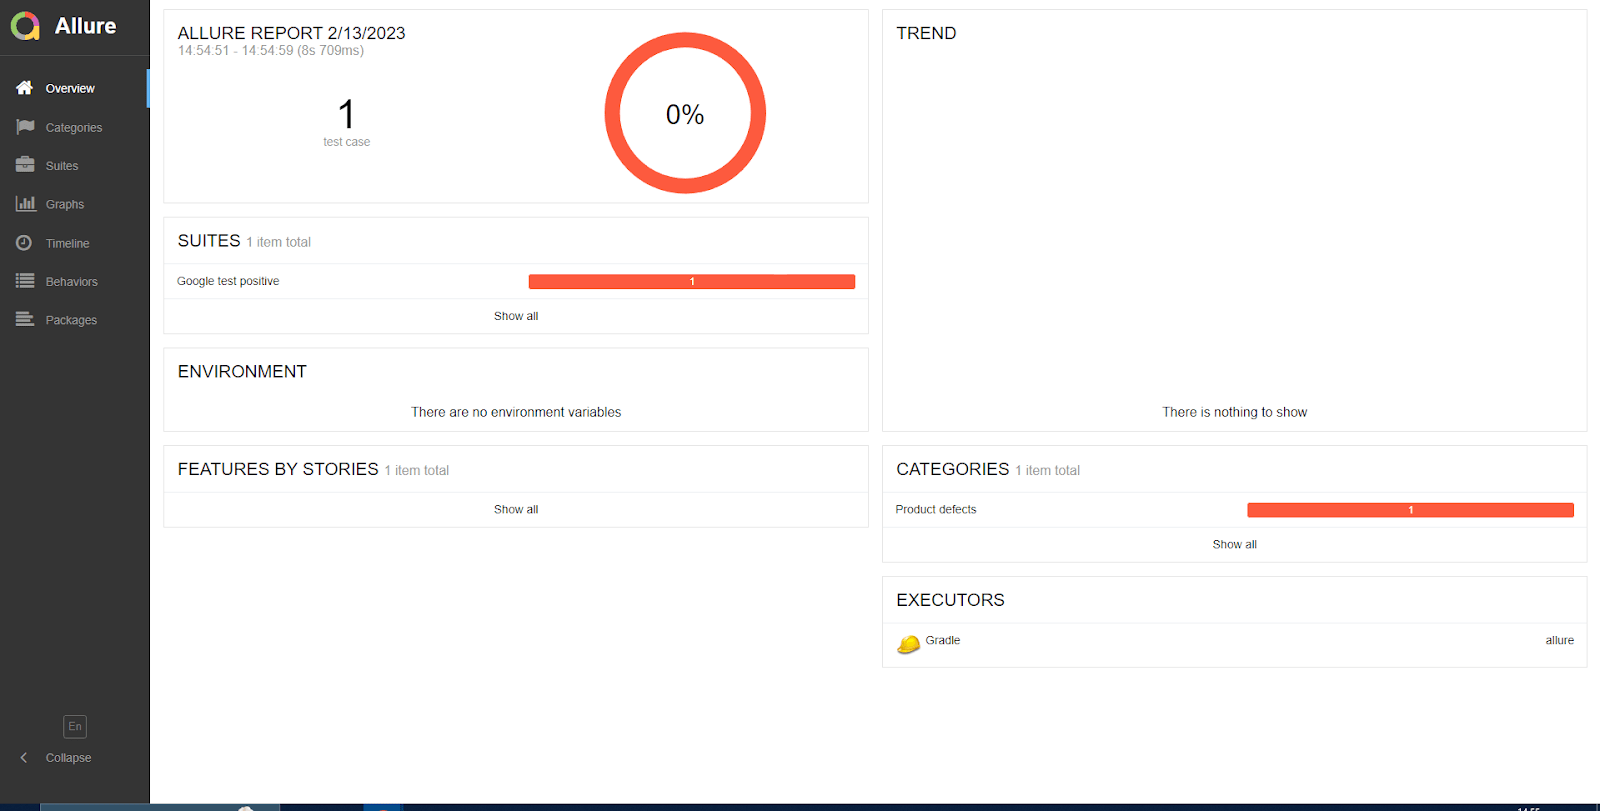 Allure
Overview
Categories
Suites
Graphs
Timeline
Behaviors
Packages
En
Collapse
ALLURE REPORT 2/13/2023
14:54:51 - 14:54:59 (8s 709ms)
1
test case
0%
SUITES 1 item total
Google test positive 1
Show all
ENVIRONMENT
There are no environment variables
FEATURES BY STORIES 1 item total
Show all
TREND
There is nothing to show
CATEGORIES 1 item total
Product defects 1
Show all
EXECUTORS
Gradle allure